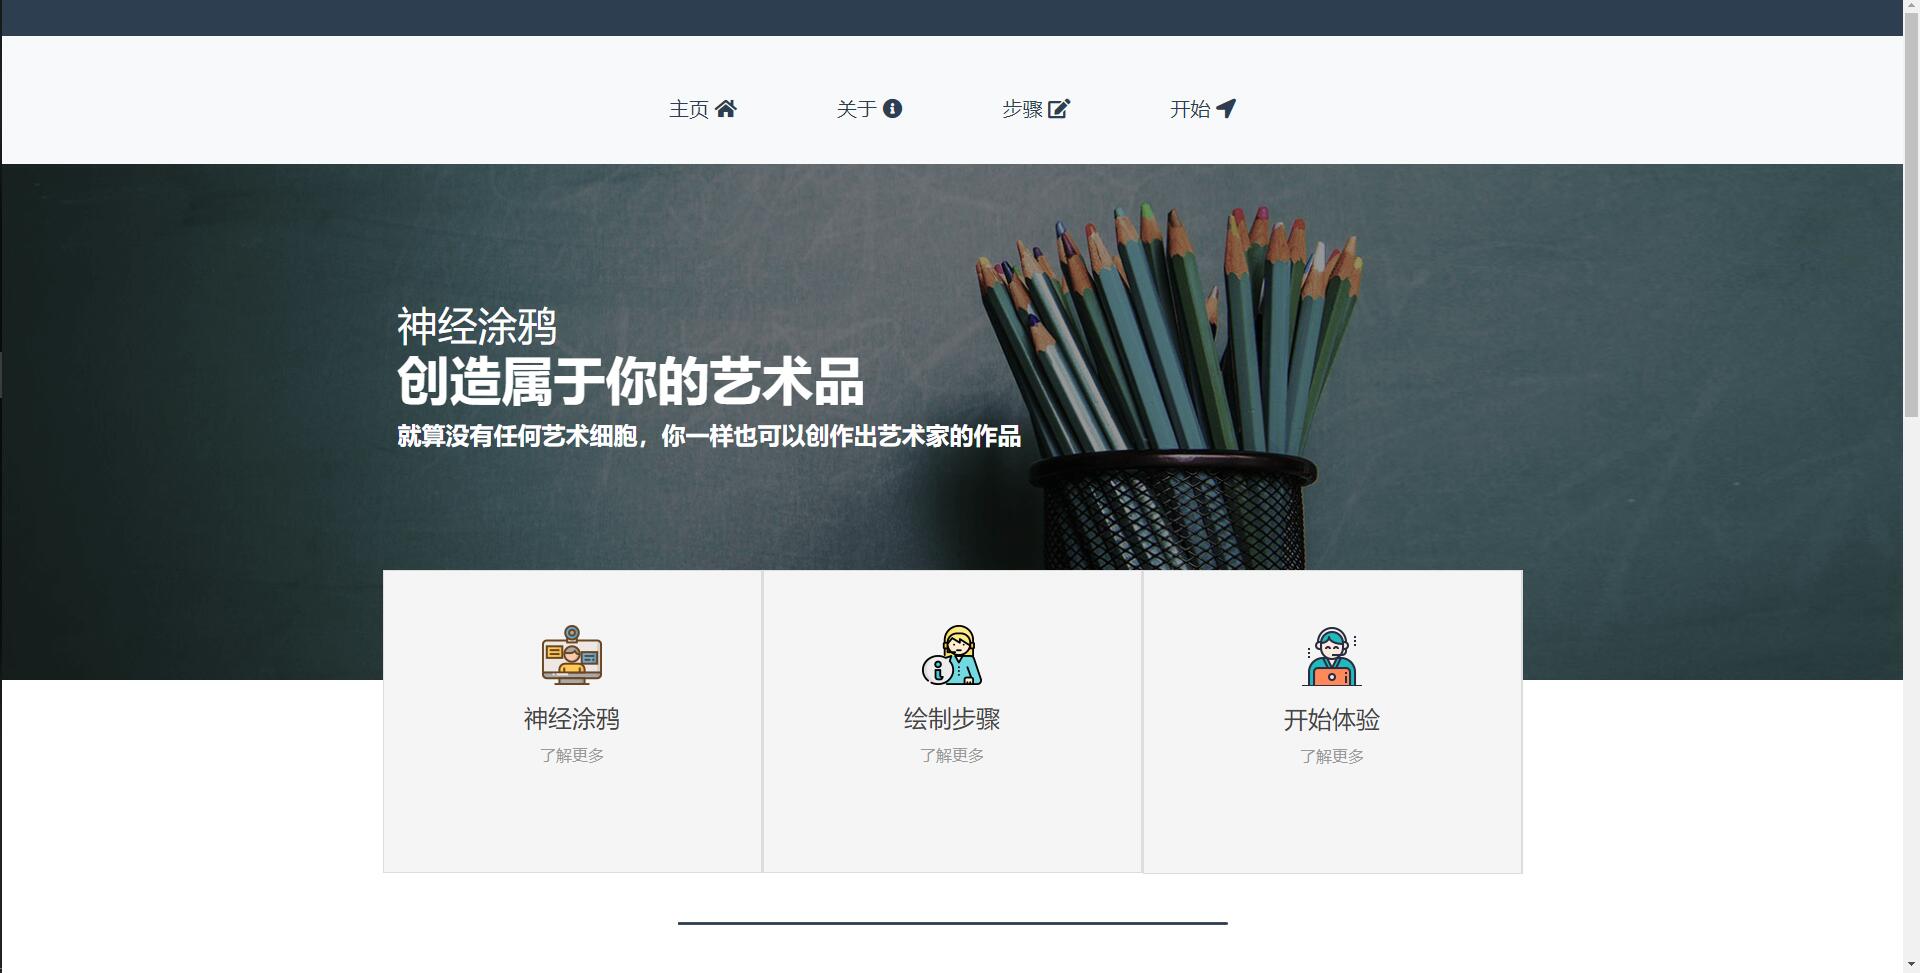 主页
关于
步骤
开始
神经涂鸦
创造属于你的艺术品
就算没有任何艺术细胞，你一样也可以创作出艺术家的作品
神经涂鸦
了解更多
绘制步骤
了解更多
开始体验
了解更多